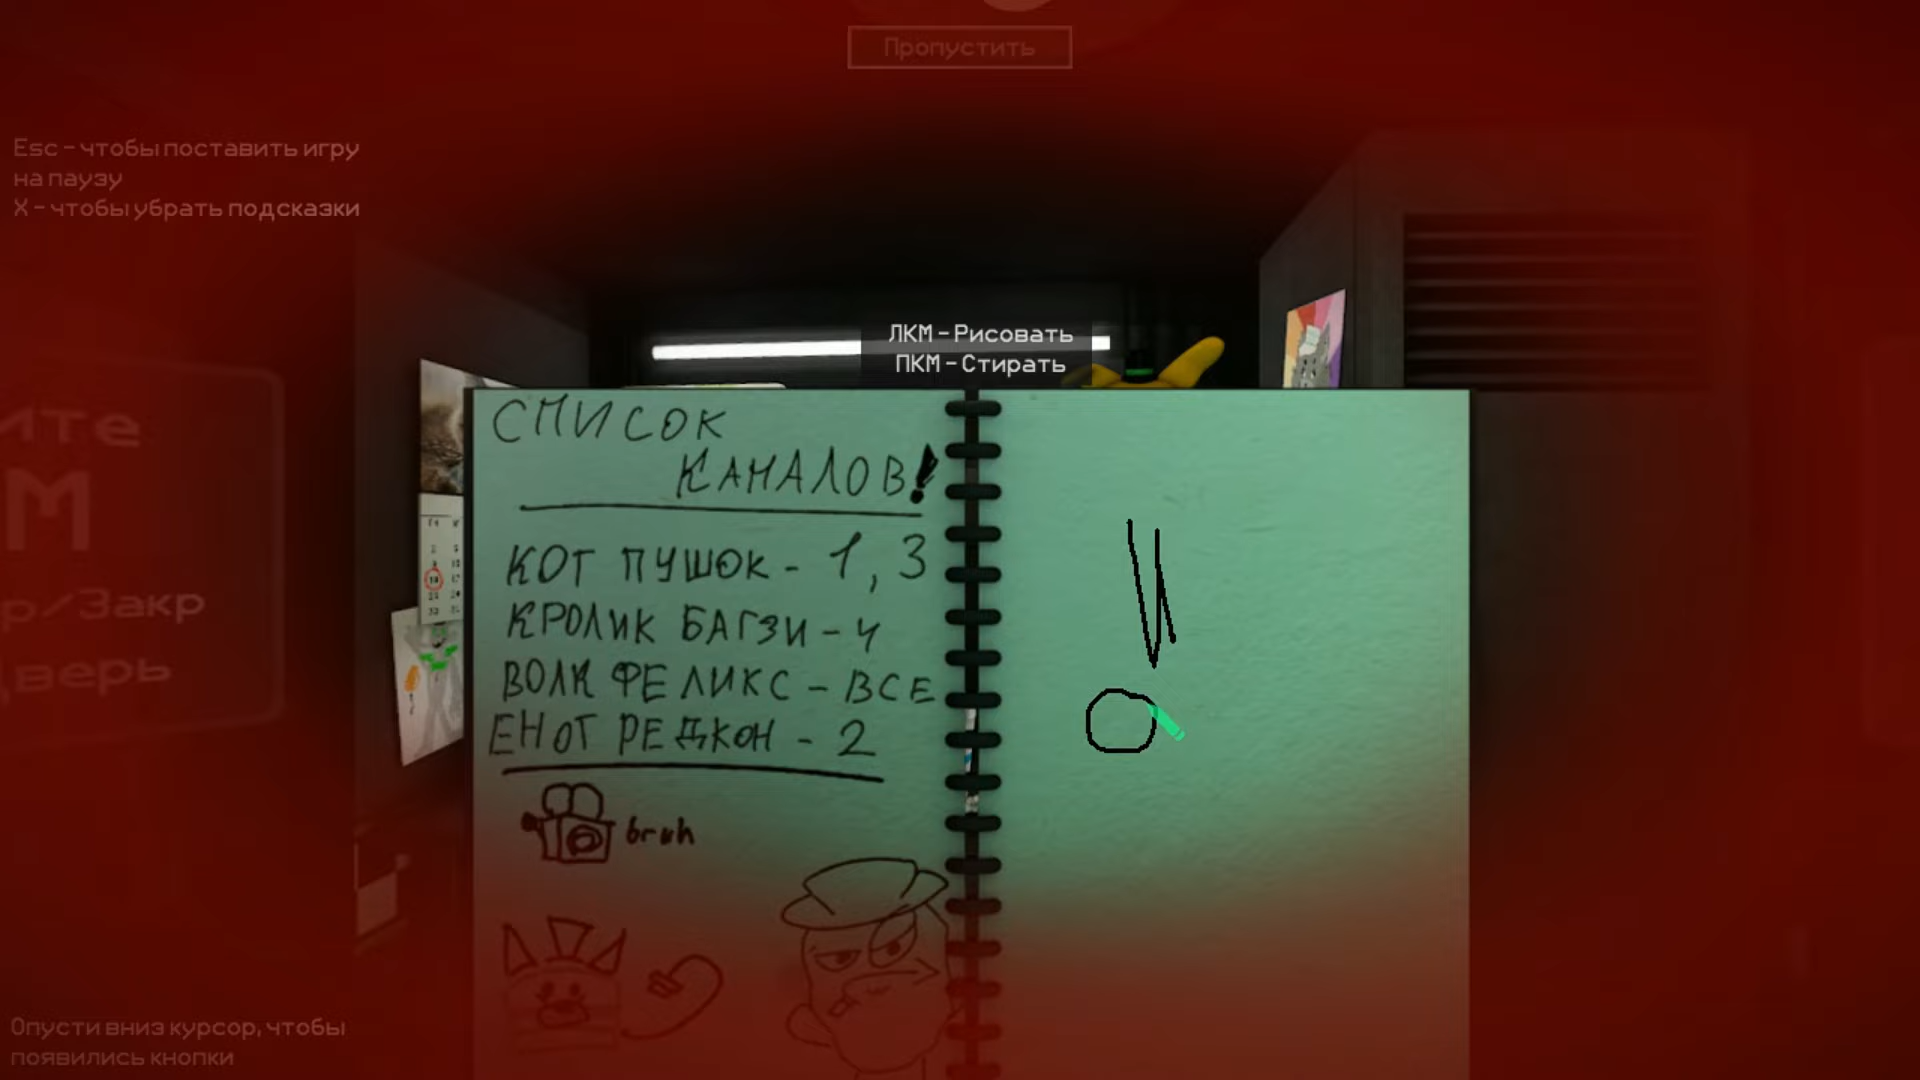 Пропустить
Esc – чтобы поставить игру
на паузу
X – чтобы убрать подсказки
ЛКМ – Рисовать
ПКМ – Стирать
СПИСОК
КАНАЛОВ!
КОТ ПУШОК - 1, 3
КРОЛИК БАГЗИ - 4
ВОЛК ФЕЛИКС - ВСЕ
ЕНОТ РЕДКОН - 2
bruh
М
/Закр
Опусти вниз курсор, чтобы
появились кнопки